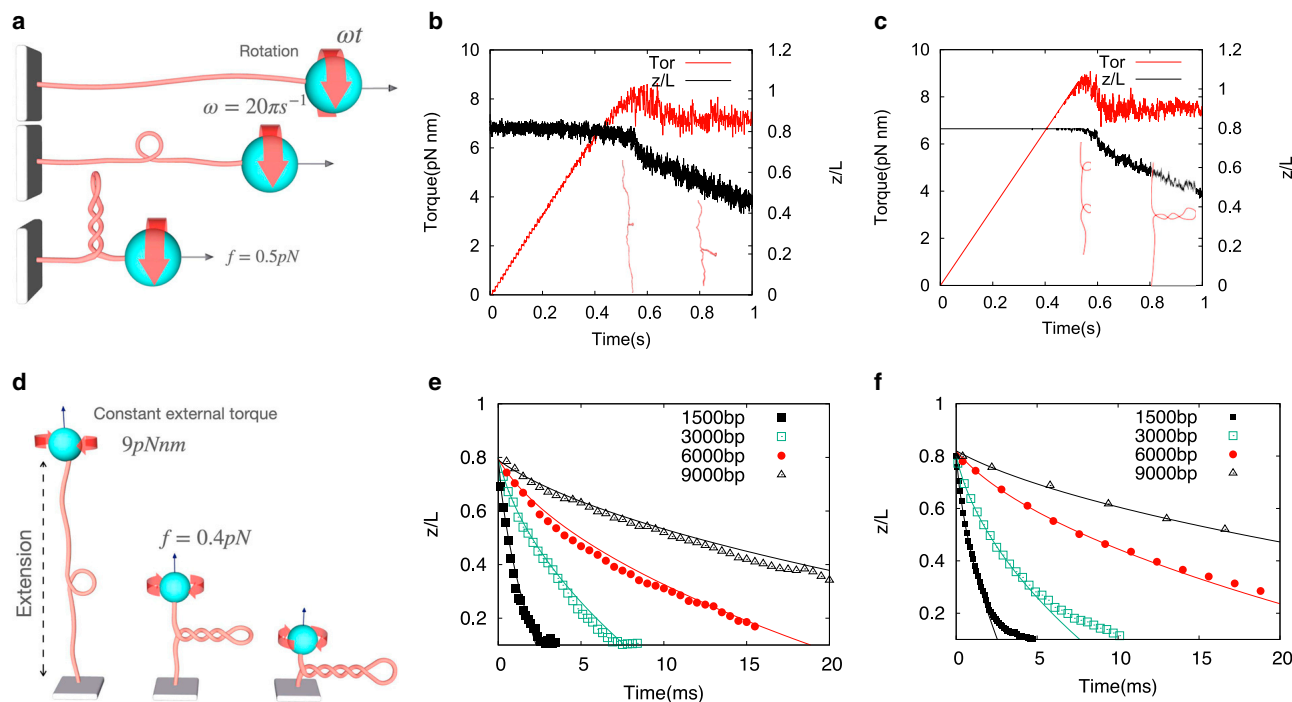 a
Rotation
ωt
ω = 20πs⁻¹
f = 0.5pN
b
Tor
z/L
Torque(pN nm)
10
8
6
4
2
0
1.2
1
0.8
0.6
0.4
0.2
0
z/L
0 0.2 0.4 0.6 0.8 1
Time(s)
c
Tor
z/L
Torque(pN nm)
10
8
6
4
2
0
1.2
1
0.8
0.6
0.4
0.2
0
z/L
0 0.2 0.4 0.6 0.8 1
Time(s)
d
Constant external torque
9pNnm
Extension
f = 0.4pN
e
1500bp
3000bp
6000bp
9000bp
z/L
1
0.8
0.6
0.4
0.2
0 5 10 15 20
Time(ms)
f
1500bp
3000bp
6000bp
9000bp
z/L
1
0.8
0.6
0.4
0.2
0 5 10 15 20
Time(ms)